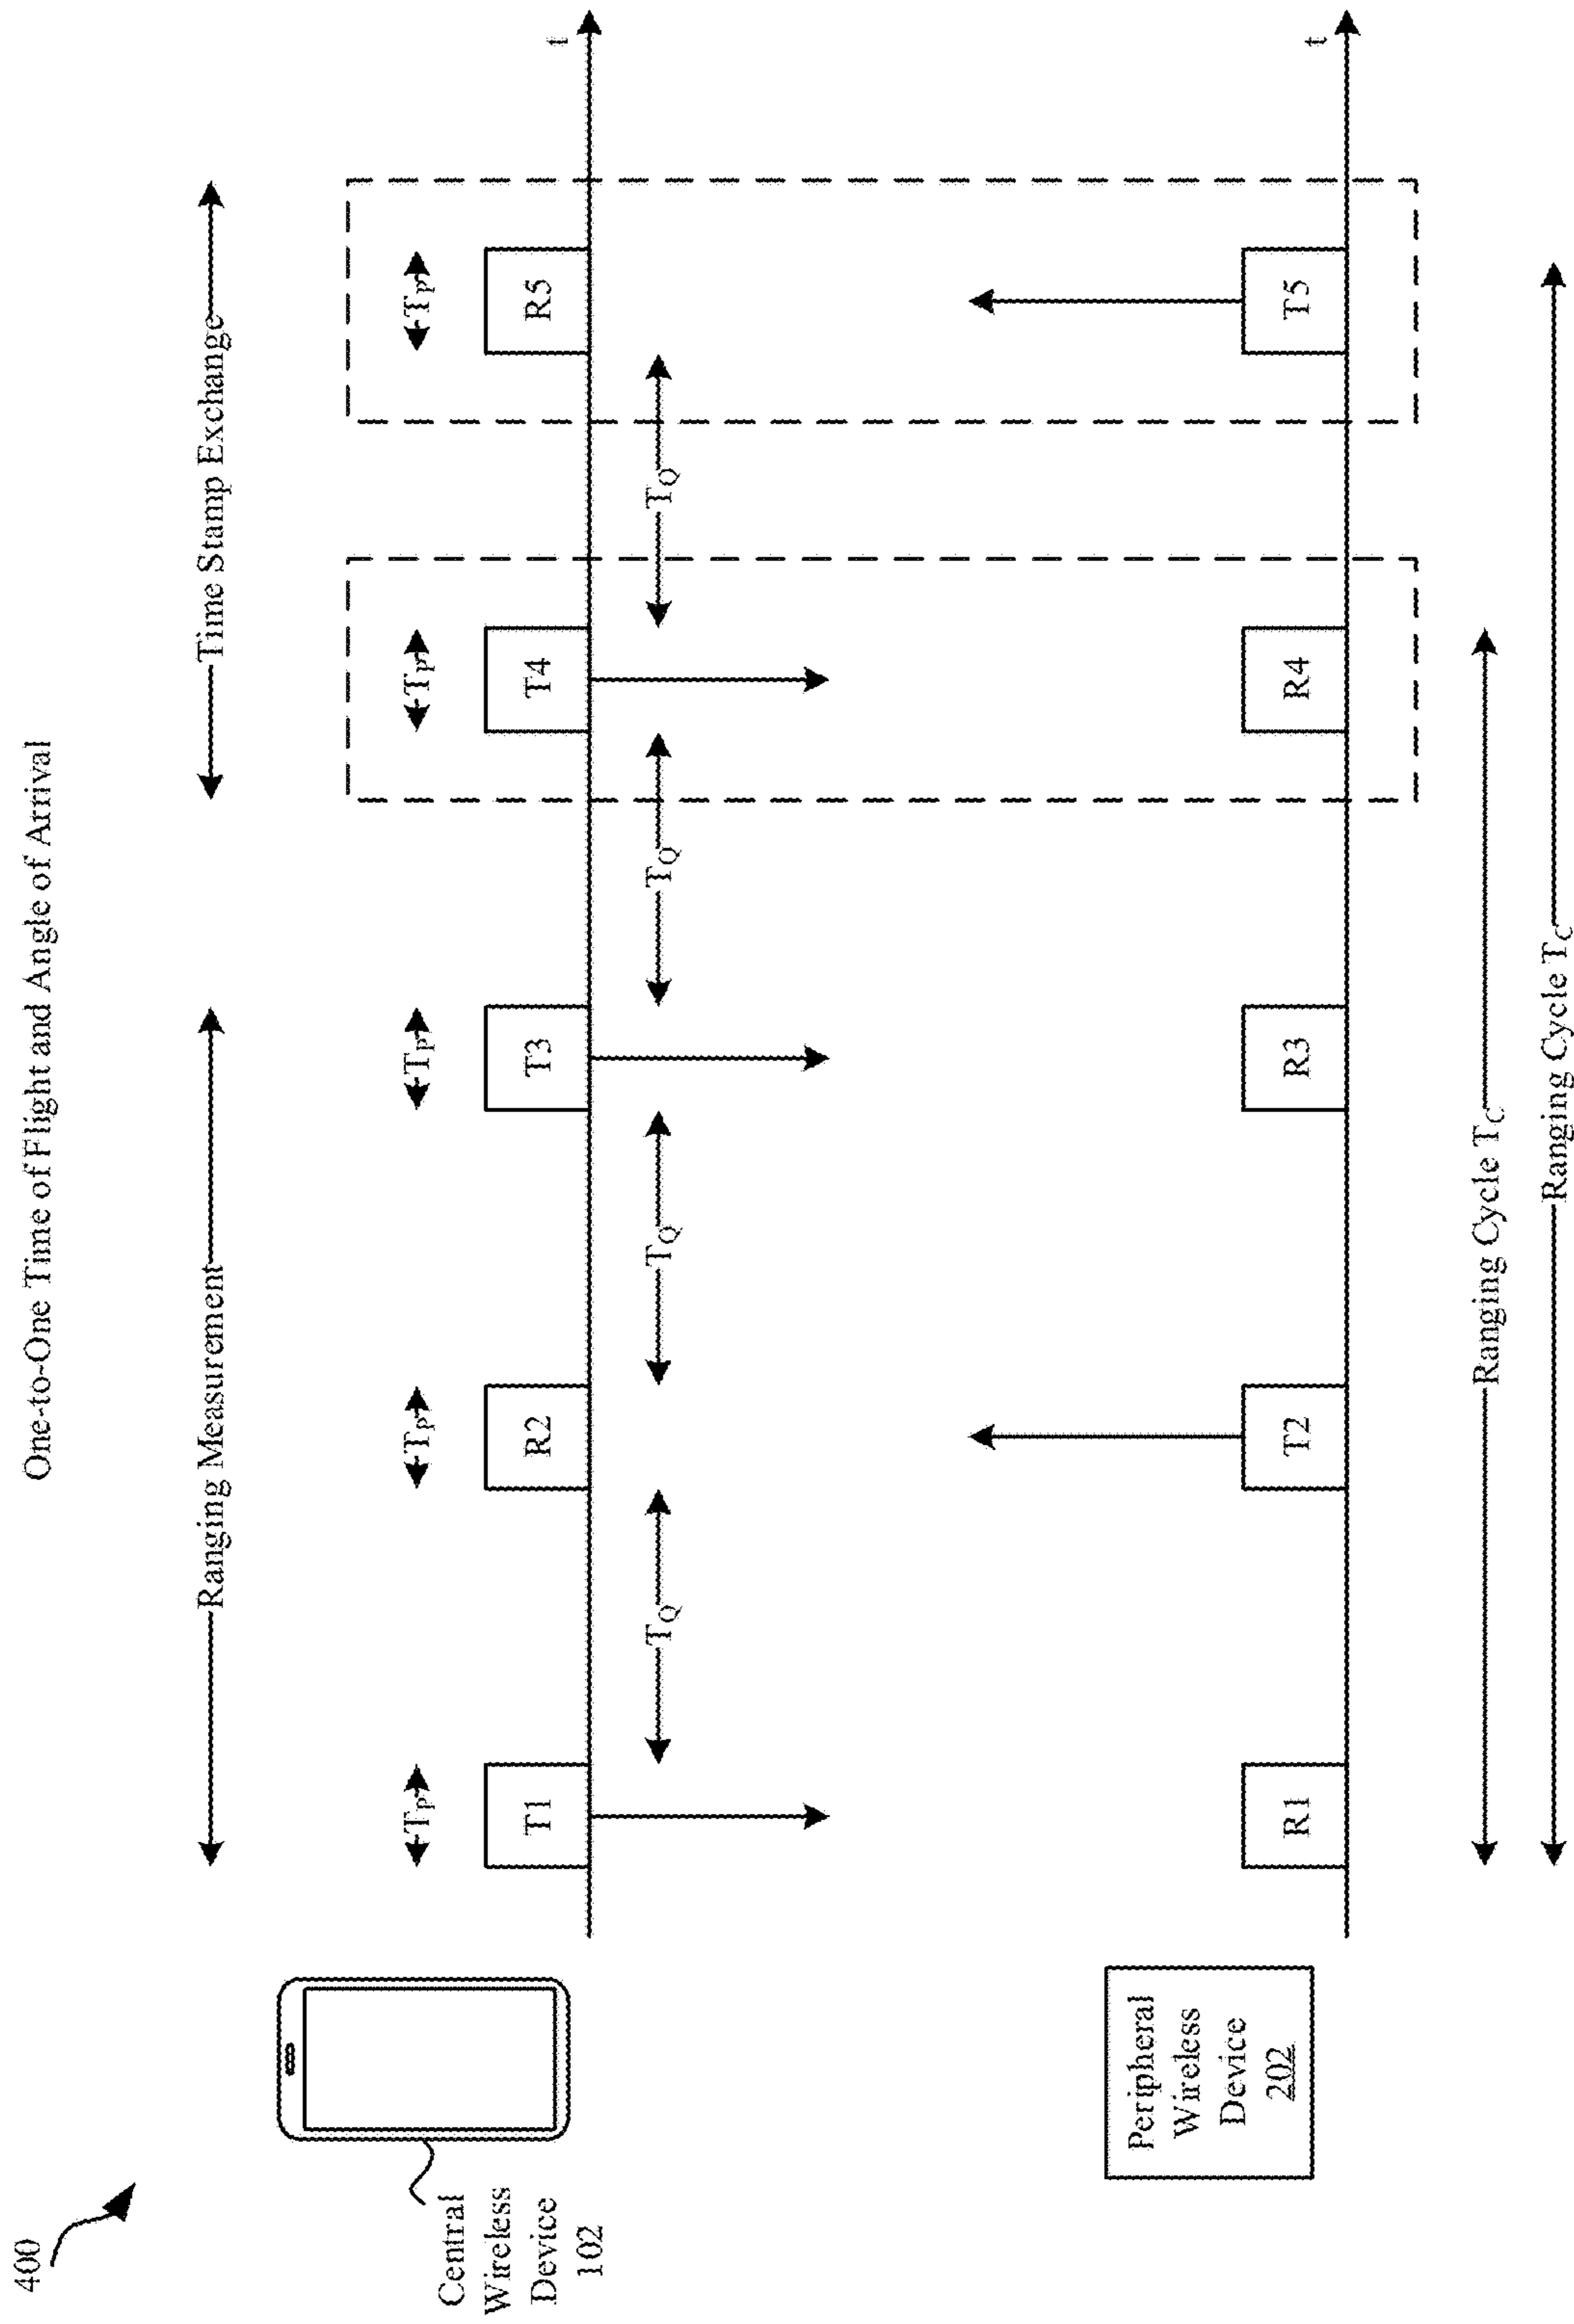 400
One-to-One Time of Flight and Angle of Arrival
Ranging Measurement
Time Stamp Exchange
TP
TP
TP
TP
TP
Central
Wireless
Device
102
T1
R2
T3
T4
R5
t
TQ
TQ
TQ
TQ
Peripheral
Wireless
Device
202
R1
T2
R3
R4
T5
t
Ranging Cycle TC
Ranging Cycle TC